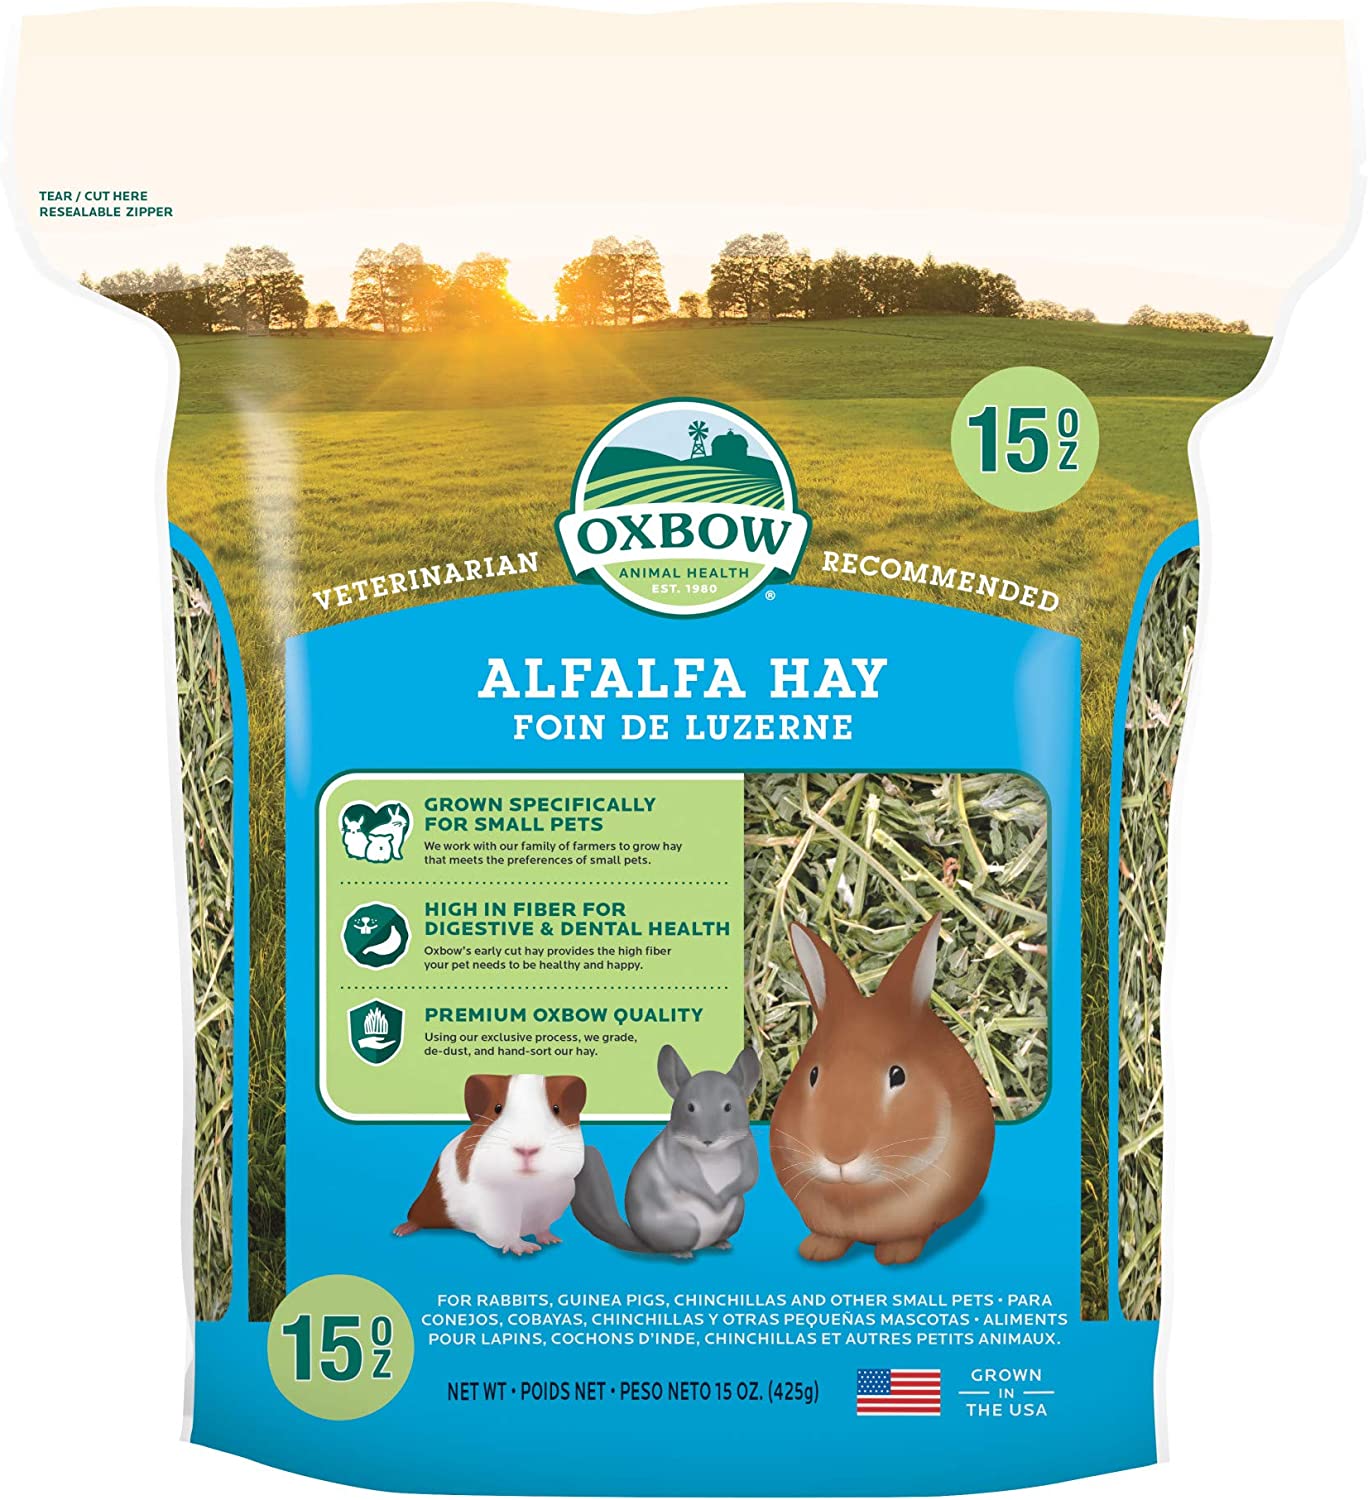 TEAR / CUT HERE
RESEALABLE ZIPPER
15 OZ
OXBOW
ANIMAL HEALTH
EST. 1980
®
VETERINARIAN RECOMMENDED
ALFALFA HAY
FOIN DE LUZERNE
GROWN SPECIFICALLY
FOR SMALL PETS
We work with our family of farmers to grow hay
that meets the preferences of small pets.
HIGH IN FIBER FOR
DIGESTIVE & DENTAL HEALTH
Oxbow's early cut hay provides the high fiber
your pet needs to be healthy and happy.
PREMIUM OXBOW QUALITY
Using our exclusive process, we grade,
de-dust, and hand-sort our hay.
FOR RABBITS, GUINEA PIGS, CHINCHILLAS AND OTHER SMALL PETS • PARA
CONEJOS, COBAYAS, CHINCHILLAS Y OTRAS PEQUEÑAS MASCOTAS • ALIMENTS
POUR LAPINS, COCHONS D'INDE, CHINCHILLAS ET AUTRES PETITS ANIMAUX.
15 OZ
NET WT • POIDS NET • PESO NETO 15 OZ. (425g)
GROWN
IN
THE USA